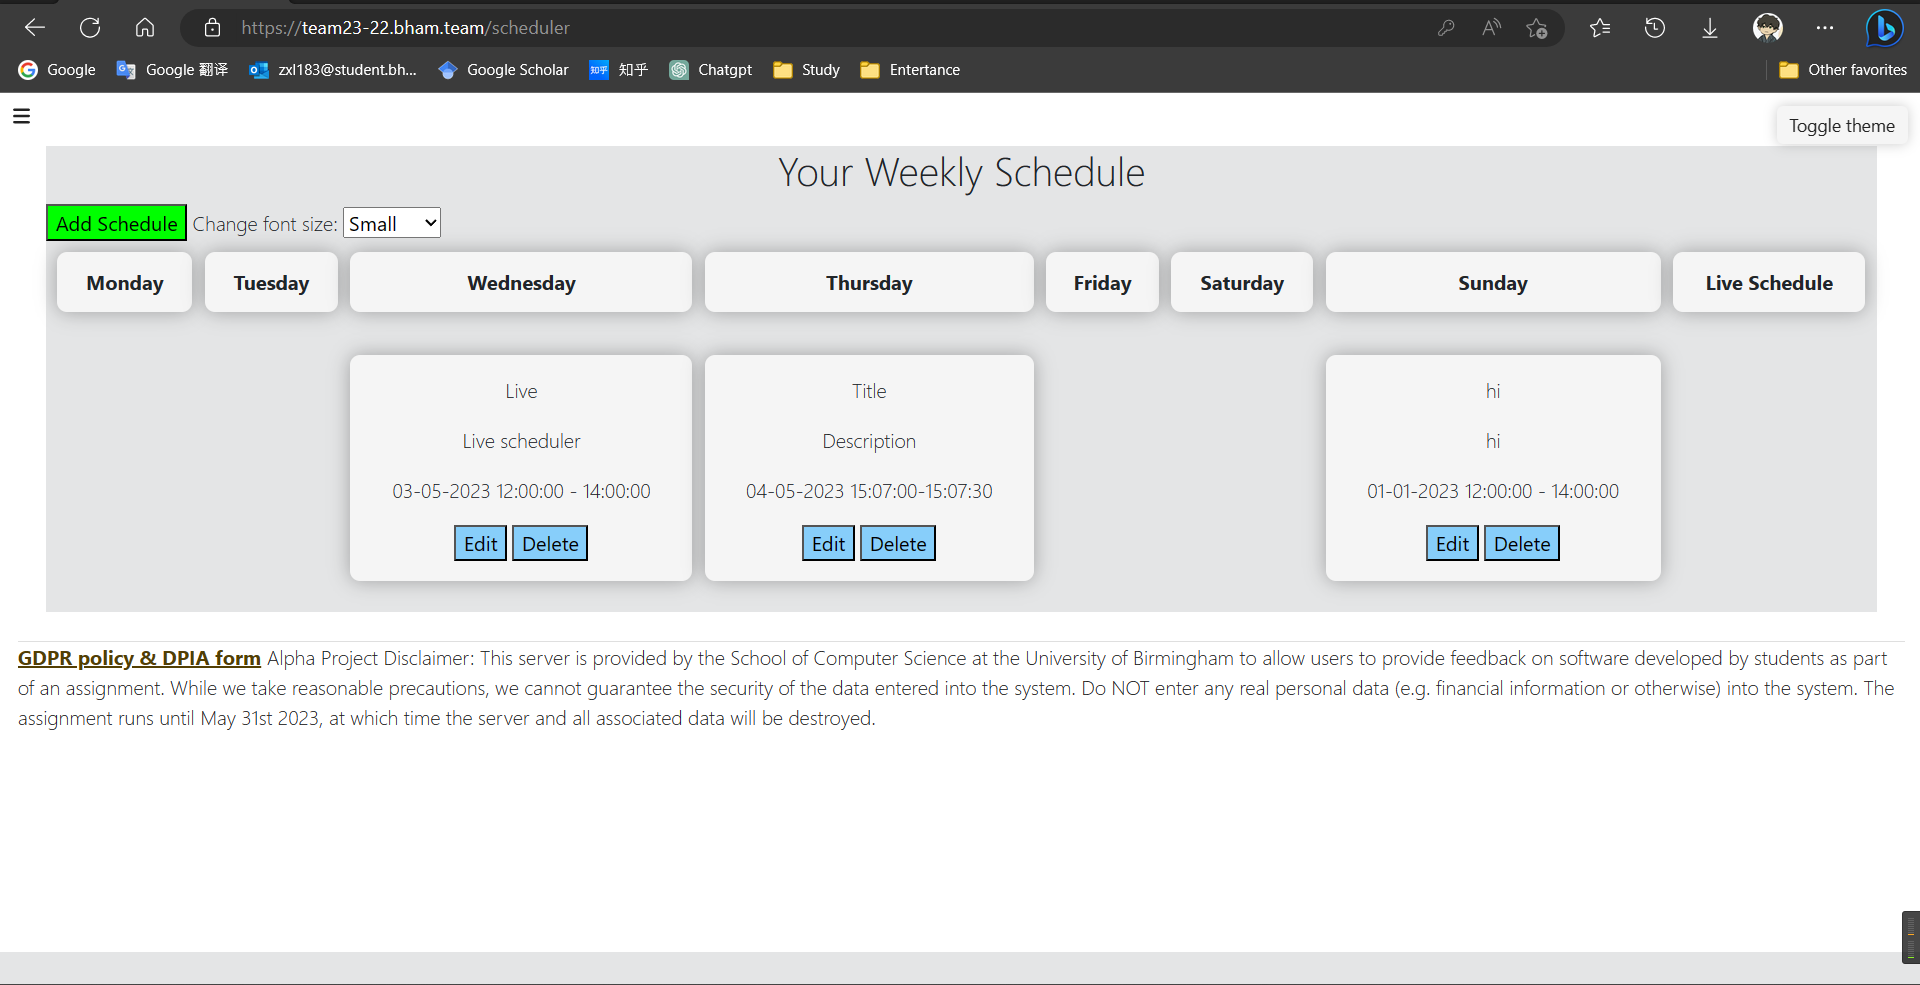 https://team23-22.bham.team/scheduler
Google Google 翻译 zxl183@student.bh... Google Scholar 知乎 Chatgpt Study Entertance Other favorites
Toggle theme
Your Weekly Schedule
Add Schedule Change font size: Small
Monday Tuesday Wednesday Thursday Friday Saturday Sunday Live Schedule
Live Title hi
Live scheduler Description hi
03-05-2023 12:00:00 - 14:00:00 04-05-2023 15:07:00-15:07:30 01-01-2023 12:00:00 - 14:00:00
Edit Delete Edit Delete Edit Delete
GDPR policy & DPIA form Alpha Project Disclaimer: This server is provided by the School of Computer Science at the University of Birmingham to allow users to provide feedback on software developed by students as part
of an assignment. While we take reasonable precautions, we cannot guarantee the security of the data entered into the system. Do NOT enter any real personal data (e.g. financial information or otherwise) into the system. The
assignment runs until May 31st 2023, at which time the server and all associated data will be destroyed.